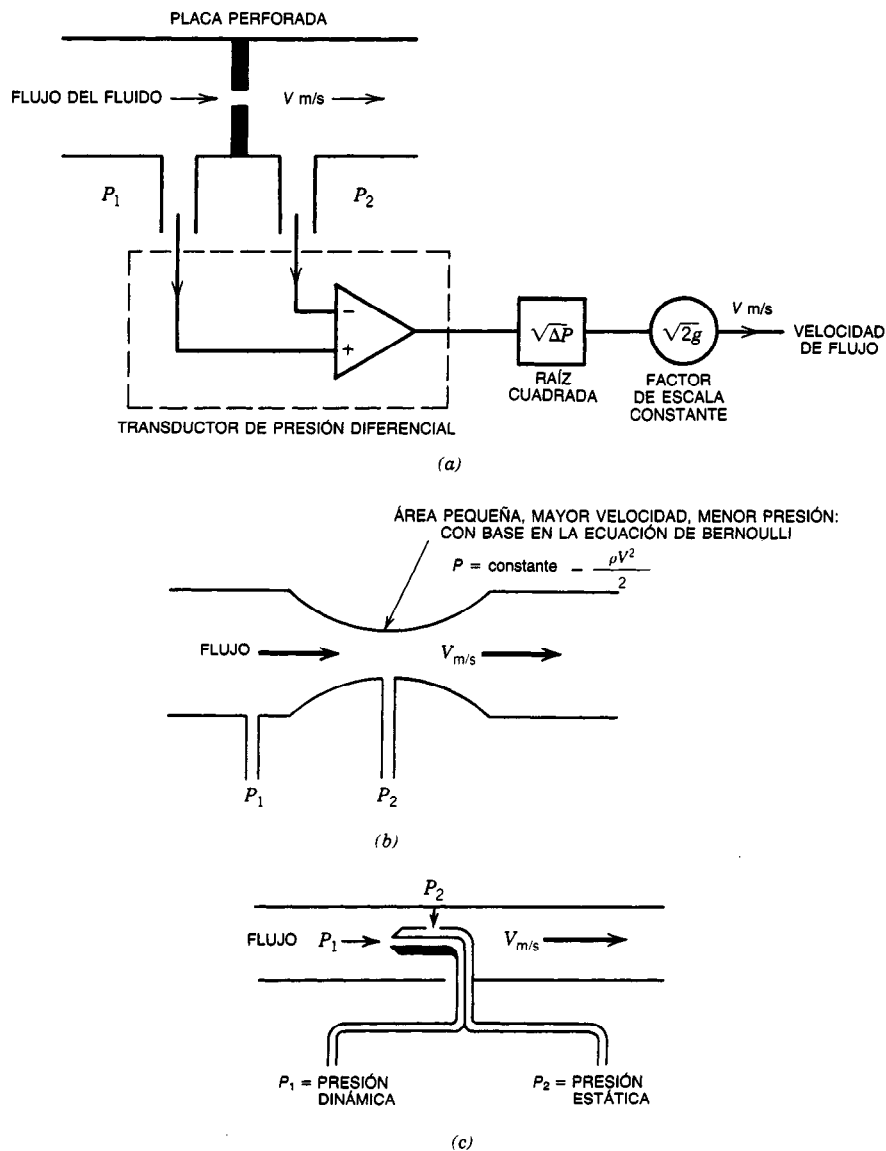 PLACA PERFORADA
FLUJO DEL FLUIDO
V m/s
P₁
P₂
−
+
√ΔP
√2g
V m/s
VELOCIDAD
DE FLUJO
RAÍZ
CUADRADA
FACTOR
DE ESCALA
CONSTANTE
TRANSDUCTOR DE PRESIÓN DIFERENCIAL
(a)
ÁREA PEQUEÑA, MAYOR VELOCIDAD, MENOR PRESIÓN:
CON BASE EN LA ECUACIÓN DE BERNOULLI
P = constante − ρV²/2
FLUJO
V m/s
P₁
P₂
(b)
P₂
FLUJO
P₁
V m/s
P₁ = PRESIÓN
DINÁMICA
P₂ = PRESIÓN
ESTÁTICA
(c)